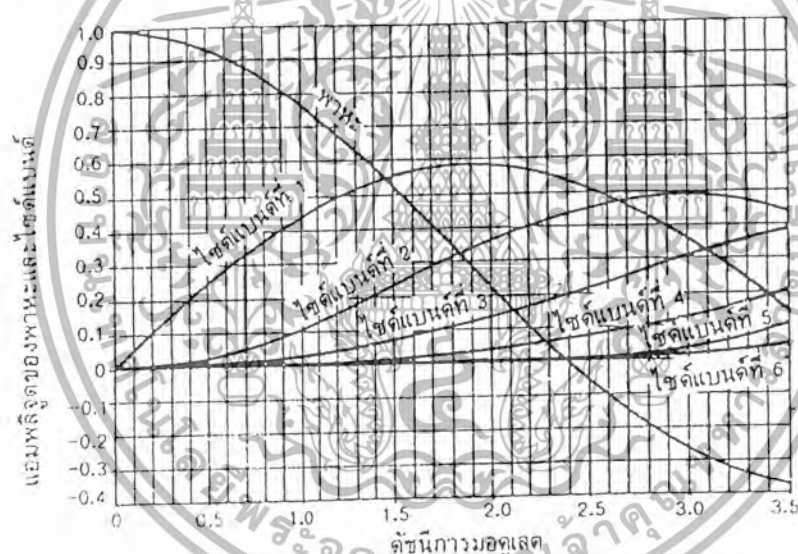 แอมพลิจูดของพาหะและไซด์แบนด์
1.0
0.9
0.8
0.7
0.6
0.5
0.4
0.3
0.2
0.1
0
-0.1
-0.2
-0.3
-0.4
พาหะ
ไซด์แบนด์ที่ 1
ไซด์แบนด์ที่ 2
ไซด์แบนด์ที่ 3
ไซด์แบนด์ที่ 4
ไซด์แบนด์ที่ 5
ไซด์แบนด์ที่ 6
0 0.5 1.0 1.5 2.0 2.5 3.0 3.5
ดัชนีการมอดูเลต